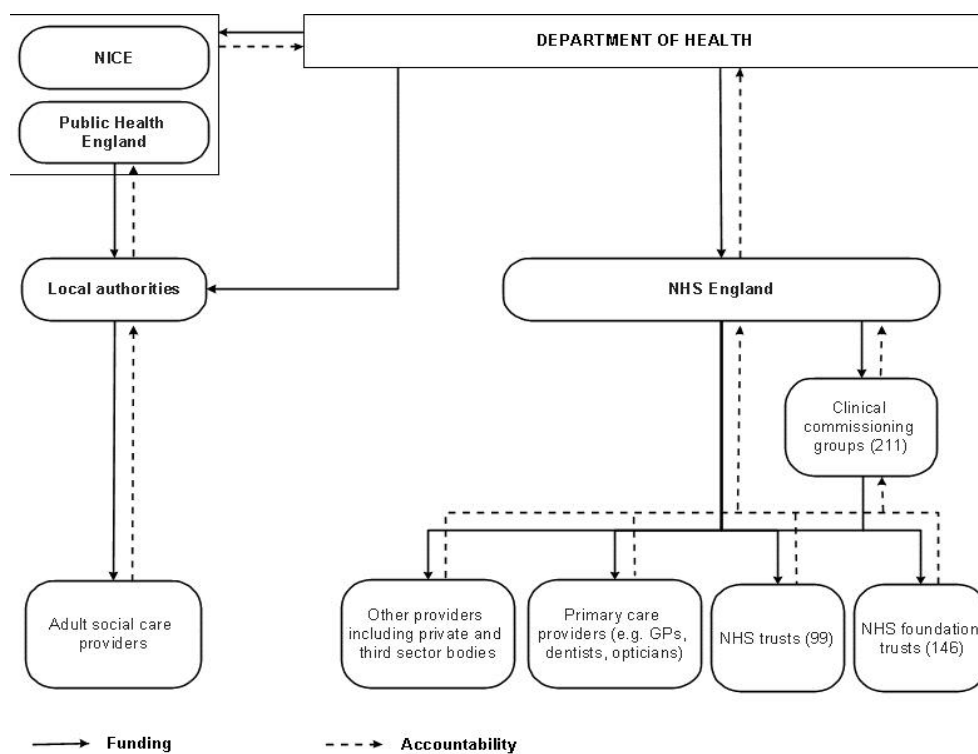 DEPARTMENT OF HEALTH
NICE
Public Health
England
Local authorities
NHS England
Clinical
commissioning
groups (211)
Adult social care
providers
Other providers
including private and
third sector bodies
Primary care
providers (e.g. GPs,
dentists, opticians)
NHS trusts (99)
NHS foundation
trusts (146)
Funding
Accountability